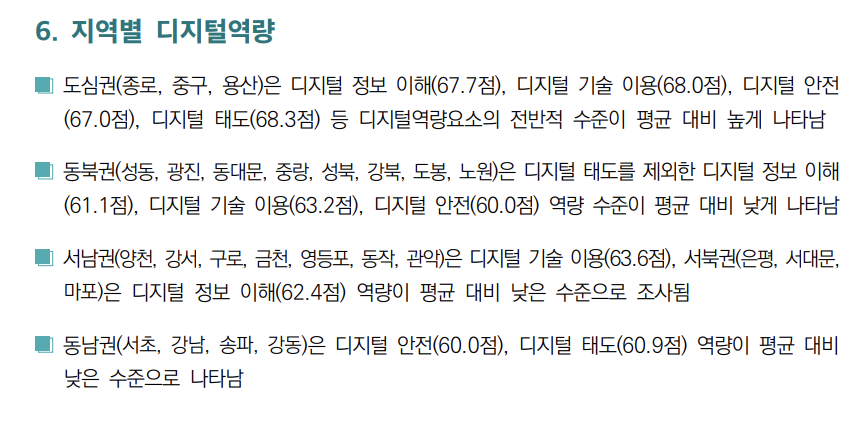 6. 지역별 디지털역량
도심권(종로, 중구, 용산)은 디지털 정보 이해(67.7점), 디지털 기술 이용(68.0점), 디지털 안전
(67.0점), 디지털 태도(68.3점) 등 디지털역량요소의 전반적 수준이 평균 대비 높게 나타남
동북권(성동, 광진, 동대문, 중랑, 성북, 강북, 도봉, 노원)은 디지털 태도를 제외한 디지털 정보 이해
(61.1점), 디지털 기술 이용(63.2점), 디지털 안전(60.0점) 역량 수준이 평균 대비 낮게 나타남
서남권(양천, 강서, 구로, 금천, 영등포, 동작, 관악)은 디지털 기술 이용(63.6점), 서북권(은평, 서대문,
마포)은 디지털 정보 이해(62.4점) 역량이 평균 대비 낮은 수준으로 조사됨
동남권(서초, 강남, 송파, 강동)은 디지털 안전(60.0점), 디지털 태도(60.9점) 역량이 평균 대비
낮은 수준으로 나타남